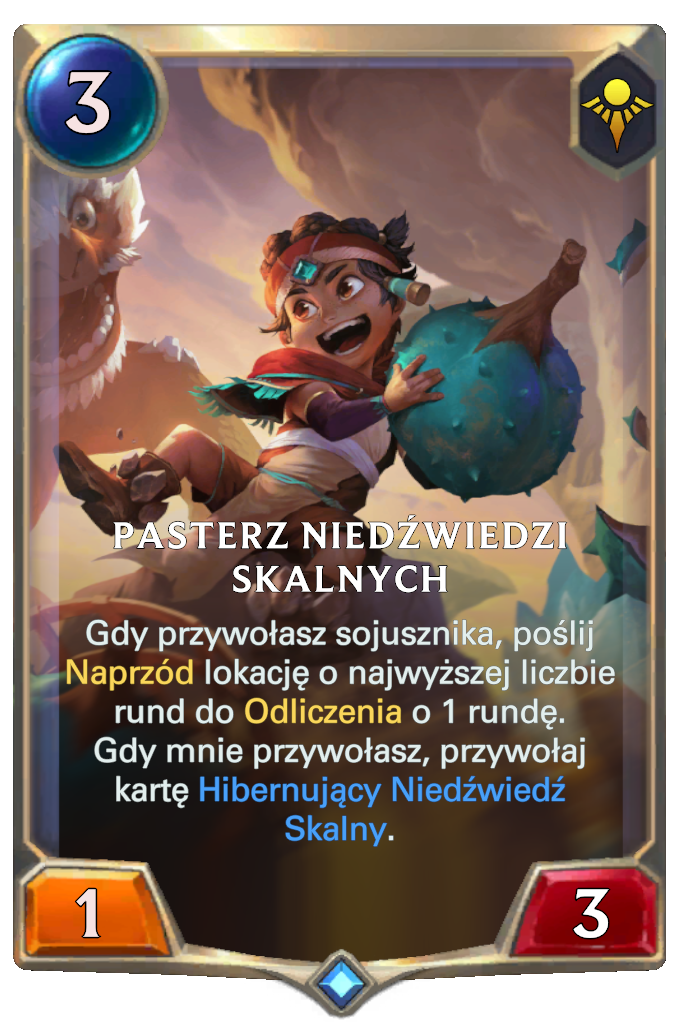 3
PASTERZ NIEDŹWIEDZI
SKALNYCH
Gdy przywołasz sojusznika, poślij
Naprzód lokację o najwyższej liczbie
rund do Odliczenia o 1 rundę.
Gdy mnie przywołasz, przywołaj
kartę Hibernujący Niedźwiedź
Skalny.
1
3